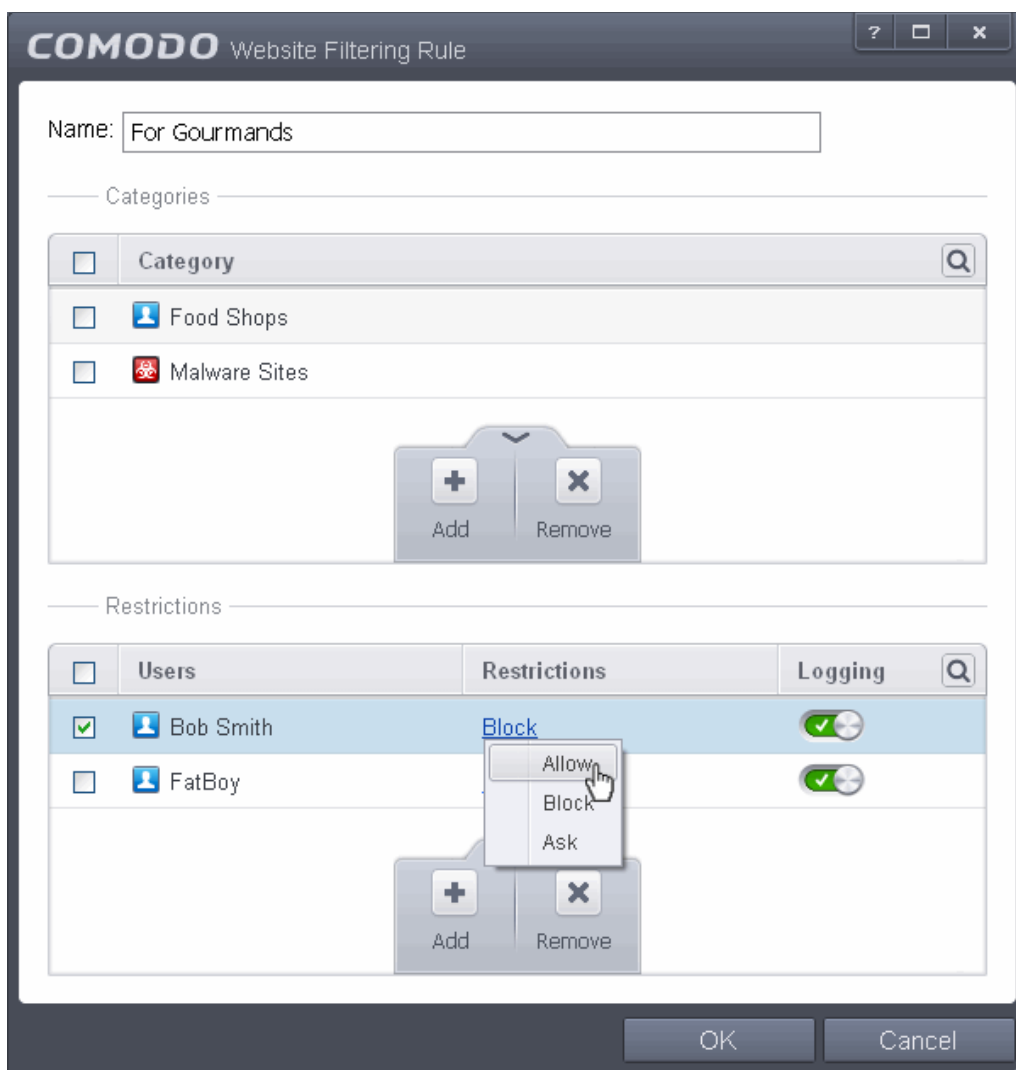 COMODO Website Filtering Rule
?
Name: For Gourmands
Categories
Category
Food Shops
Malware Sites
Add Remove
Restrictions
Users Restrictions Logging
Bob Smith Block
FatBoy
Allow
Block
Ask
Add Remove
OK Cancel